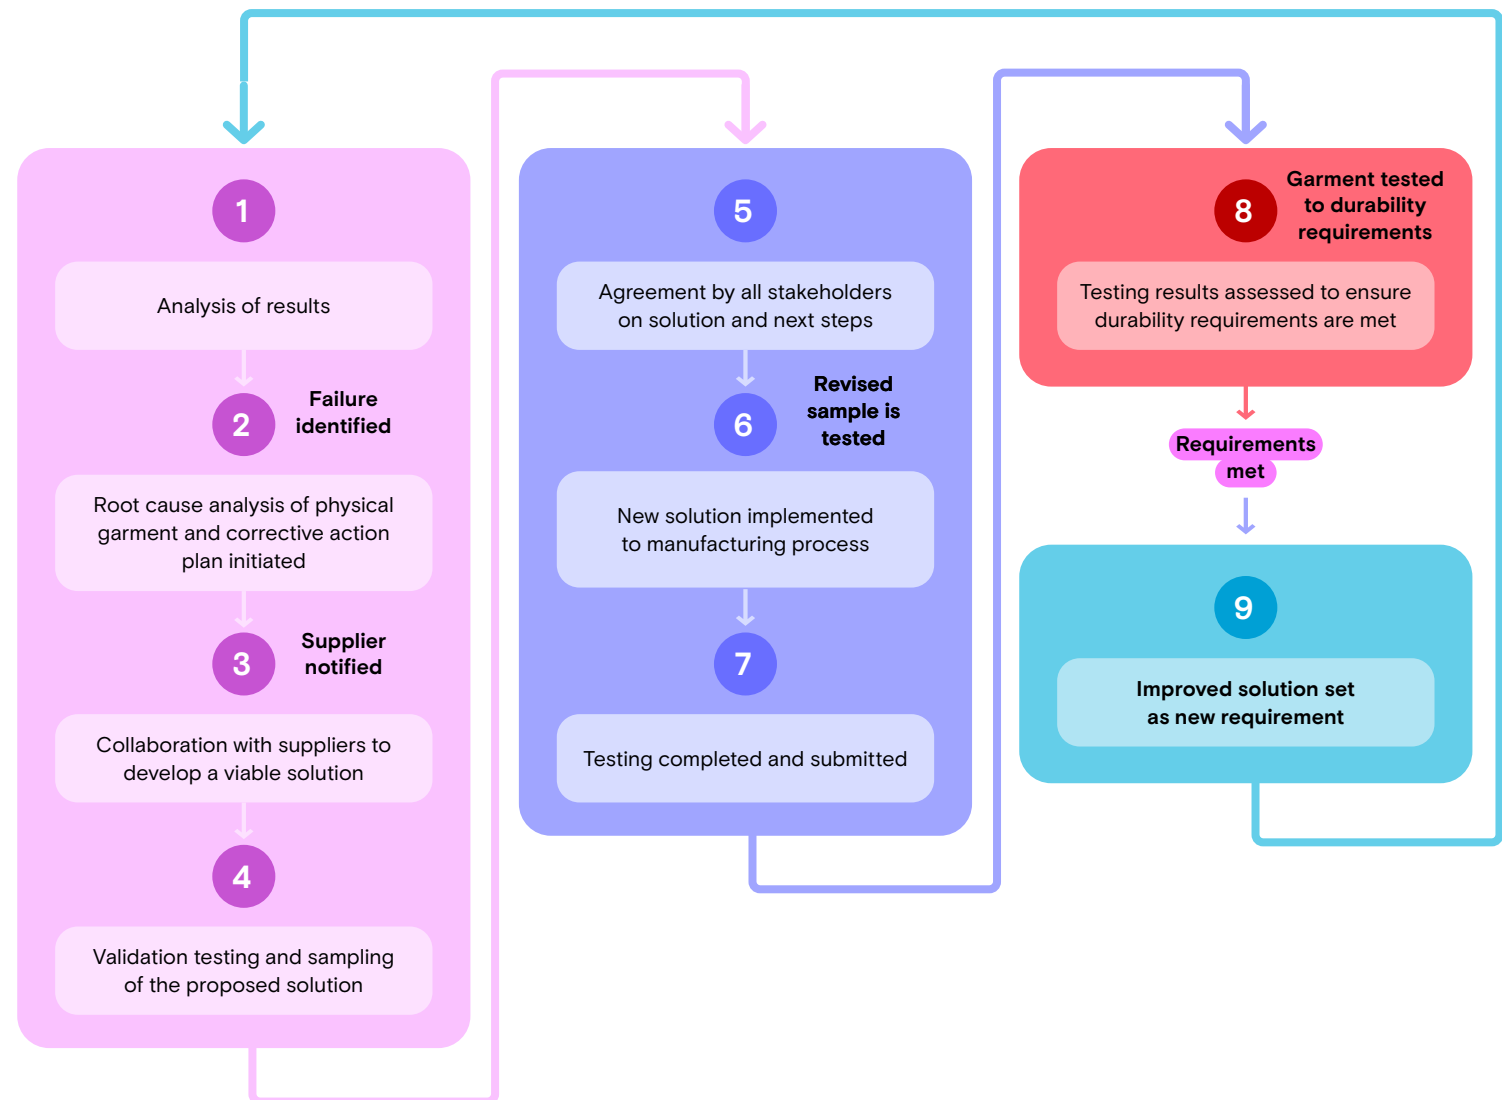 1
Analysis of results
2
Failure
identified
Root cause analysis of physical
garment and corrective action
plan initiated
3
Supplier
notified
Collaboration with suppliers to
develop a viable solution
4
Validation testing and sampling
of the proposed solution
5
Agreement by all stakeholders
on solution and next steps
6
Revised
sample is
tested
New solution implemented
to manufacturing process
7
Testing completed and submitted
8
Garment tested
to durability
requirements
Testing results assessed to ensure
durability requirements are met
Requirements
met
9
Improved solution set
as new requirement